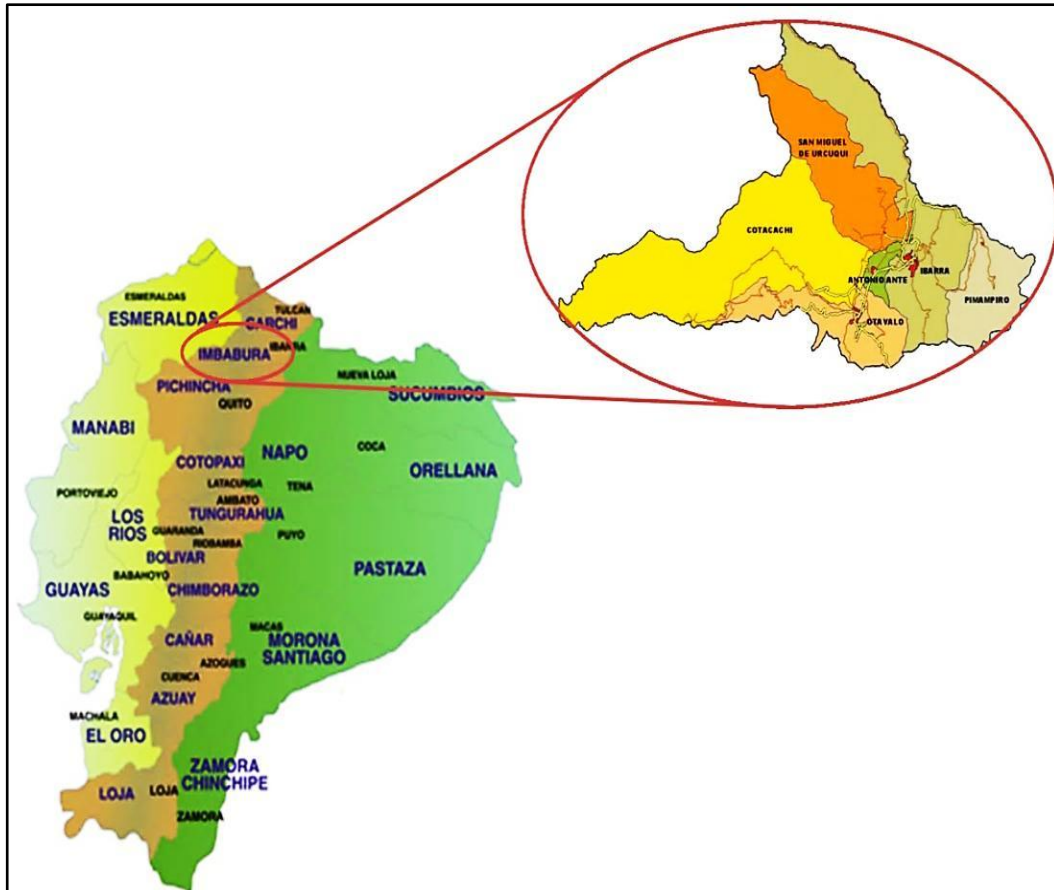 SAN MIGUEL
DE URCUQUI
COTACACHI
ANTONIO ANTE
IBARRA
PIMAMPIRO
OTAVALO
ESMERALDAS
ESMERALDAS
TULCAN
CARCHI
IBARRA
IMBABURA
PICHINCHA
QUITO
NUEVA LOJA
SUCUMBIOS
MANABI
NAPO
COCA
ORELLANA
COTOPAXI
LATACUNGA
TENA
PORTOVIEJO
AMBATO
TUNGURAHUA
LOS
RIOS
GUARANDA
RIOBAMBA
PUYO
BOLIVAR
PASTAZA
BABAHOYO
GUAYAS
CHIMBORAZO
GUAYAQUIL
MACAS
CAÑAR
MORONA
SANTIAGO
AZOGUES
CUENCA
AZUAY
MACHALA
EL ORO
ZAMORA
CHINCHIPE
LOJA
LOJA
ZAMORA